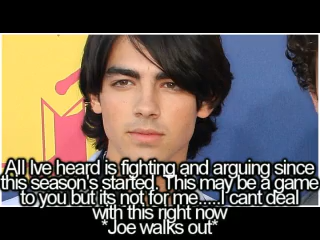 All Ive heard is fighting and arguing since
this season's started. This may be a game
to you but its not for me.....I cant deal
with this right now
*Joe walks out*